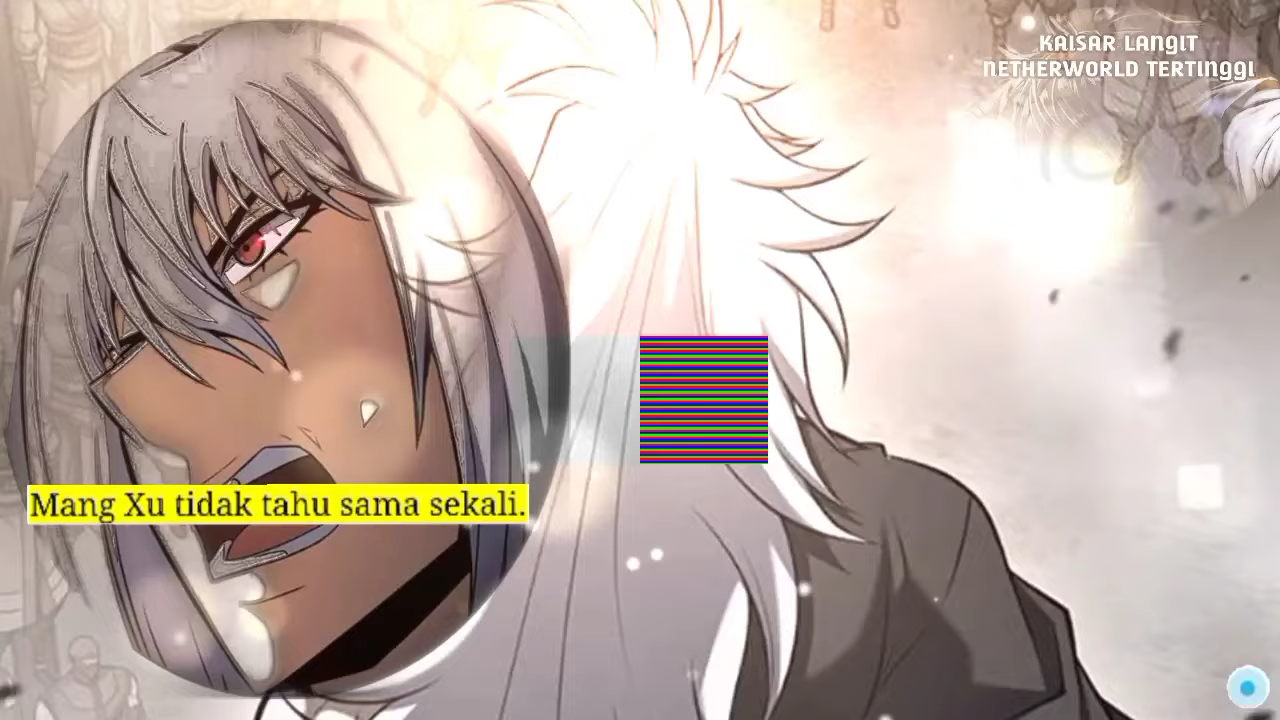 KAISAR LANGIT
NETHERWORLD TERTINGGI
Mang Xu tidak tahu sama sekali.